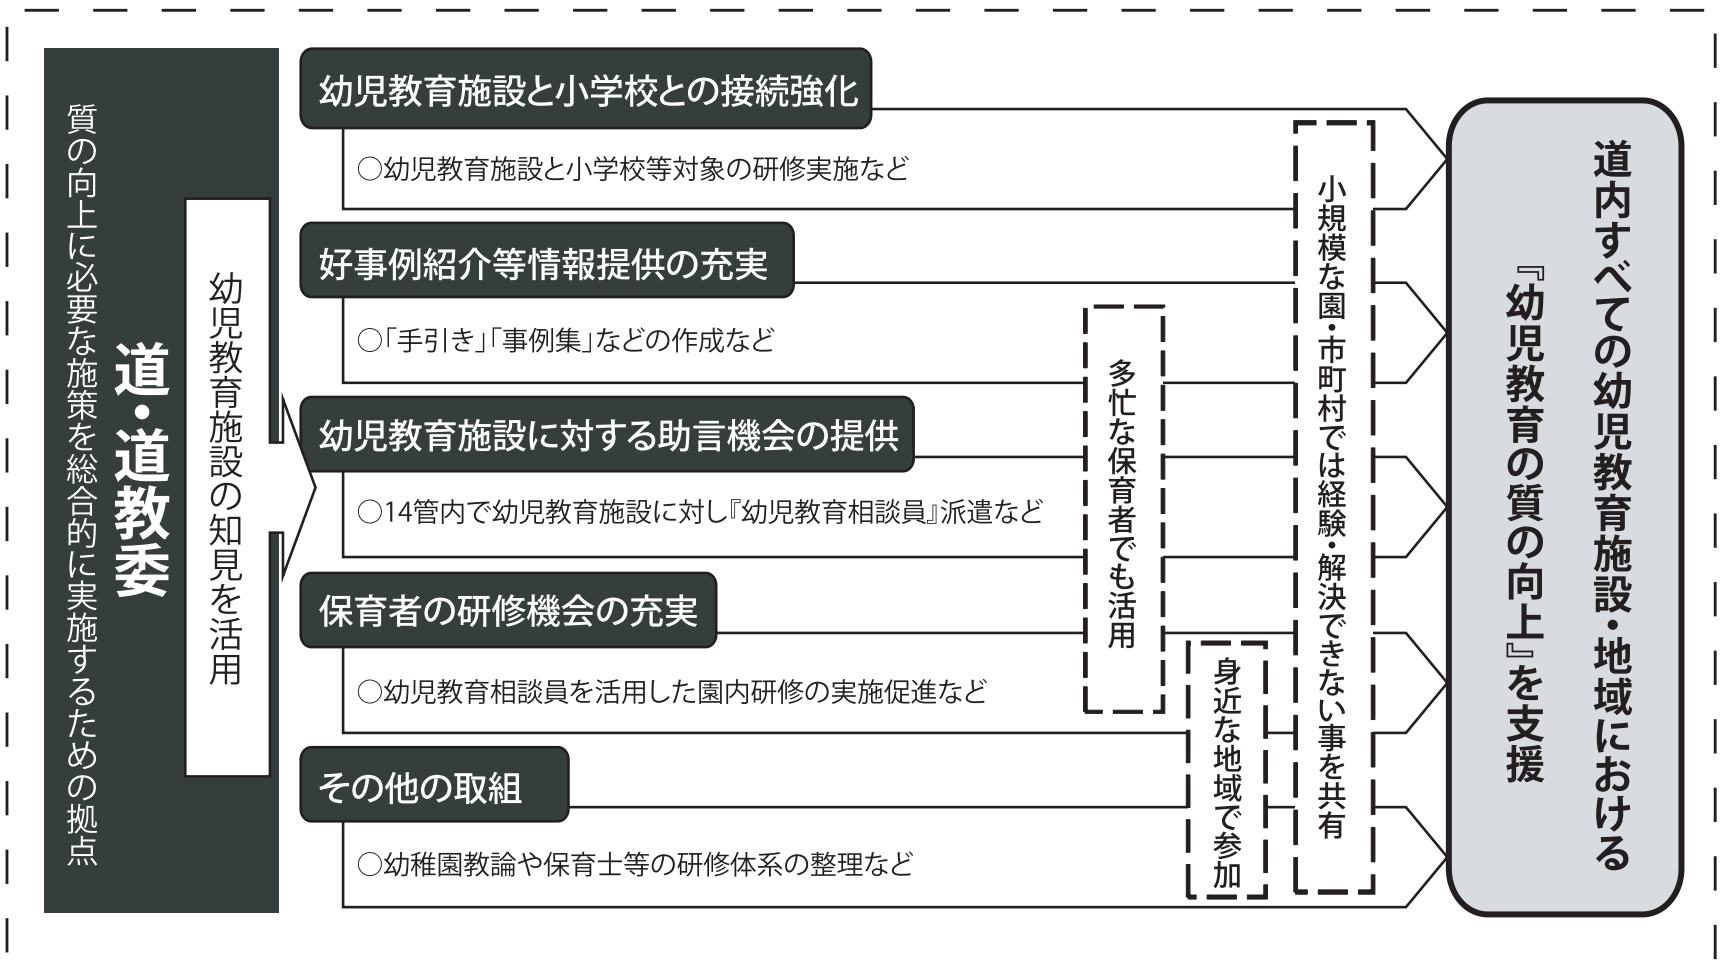 質の向上に必要な施策を総合的に実施するための拠点
道・道教委
幼児教育施設の知見を活用
幼児教育施設と小学校との接続強化
○幼児教育施設と小学校等対象の研修実施など
好事例紹介等情報提供の充実
○「手引き」「事例集」などの作成など
幼児教育施設に対する助言機会の提供
○14管内で幼児教育施設に対し『幼児教育相談員』派遣など
保育者の研修機会の充実
○幼児教育相談員を活用した園内研修の実施促進など
その他の取組
○幼稚園教論や保育士等の研修体系の整理など
多忙な保育者でも活用
身近な地域で参加
小規模な園・市町村では経験・解決できない事を共有
道内すべての幼児教育施設・地域における
『幼児教育の質の向上』を支援